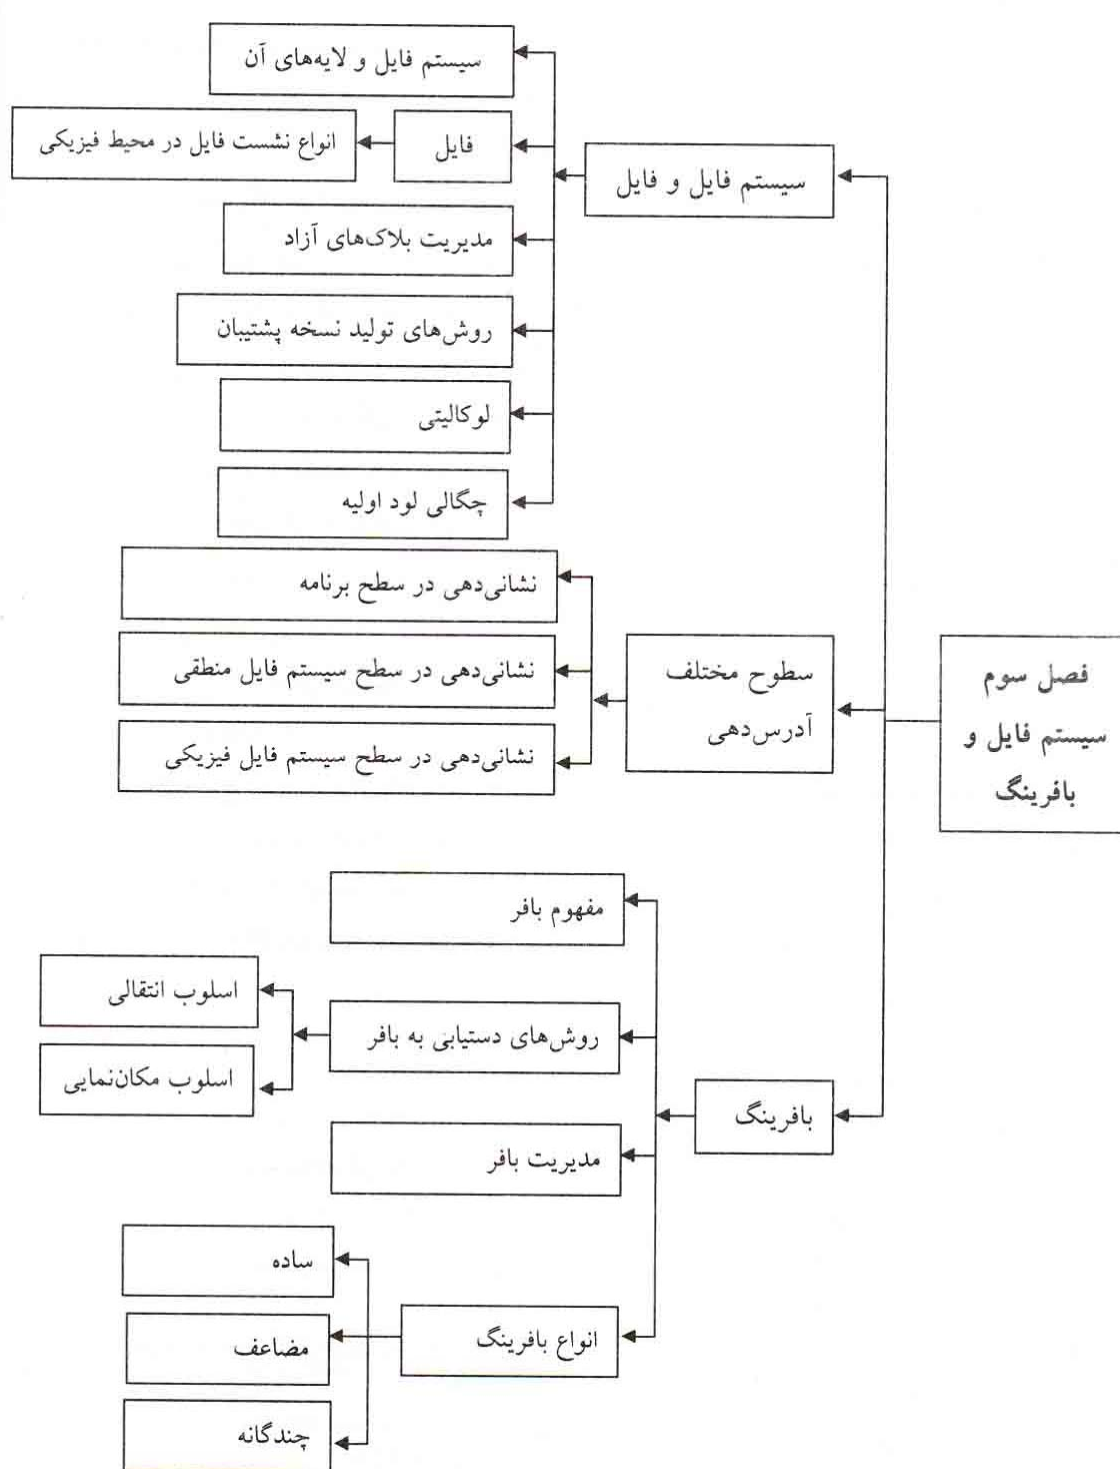 فصل سوم
سیستم فایل و
بافرینگ
سیستم فایل و فایل
سیستم فایل و لایه‌های آن
فایل
انواع نشست فایل در محیط فیزیکی
مدیریت بلاک‌های آزاد
روش‌های تولید نسخه پشتیبان
لوکالیتی
چگالی لود اولیه
سطوح مختلف
آدرس‌دهی
نشانی‌دهی در سطح برنامه
نشانی‌دهی در سطح سیستم فایل منطقی
نشانی‌دهی در سطح سیستم فایل فیزیکی
بافرینگ
مفهوم بافر
روش‌های دستیابی به بافر
اسلوب انتقالی
اسلوب مکان‌نمایی
مدیریت بافر
انواع بافرینگ
ساده
مضاعف
چندگانه